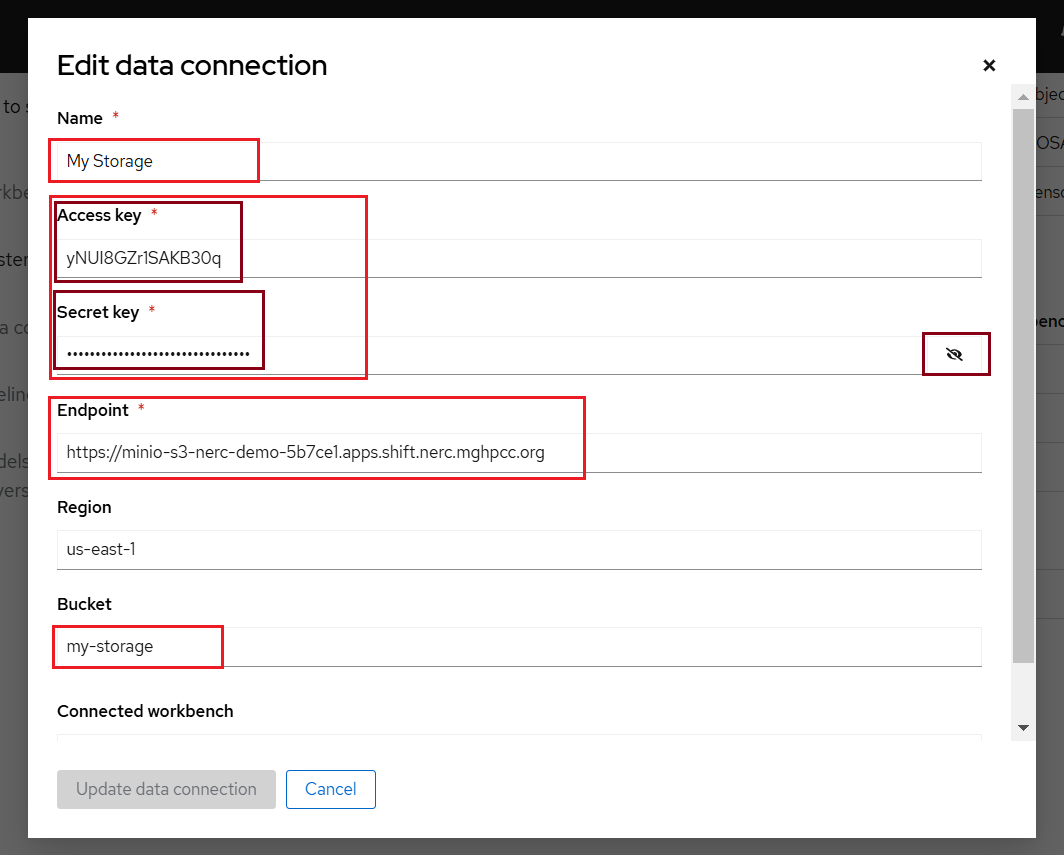 Edit data connection
Name *
My Storage
Access key *
yNUI8GZr1SAKB30q
Secret key *
••••••••••••••••••••••••••••••••
Endpoint *
https://minio-s3-nerc-demo-5b7ce1.apps.shift.nerc.mghpcc.org
Region
us-east-1
Bucket
my-storage
Connected workbench
Update data connection
Cancel
to